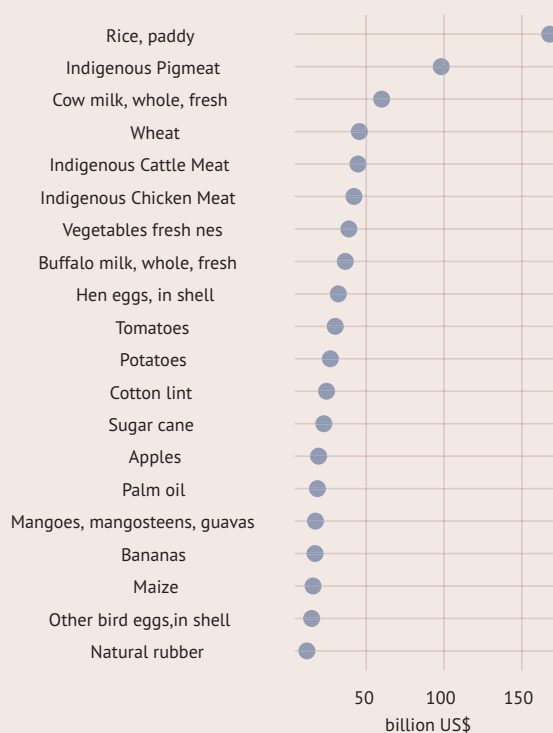 Rice, paddy
Indigenous Pigmeat
Cow milk, whole, fresh
Wheat
Indigenous Cattle Meat
Indigenous Chicken Meat
Vegetables fresh nes
Buffalo milk, whole, fresh
Hen eggs, in shell
Tomatoes
Potatoes
Cotton lint
Sugar cane
Apples
Palm oil
Mangoes, mangosteens, guavas
Bananas
Maize
Other bird eggs,in shell
Natural rubber
50 100 150
billion US$